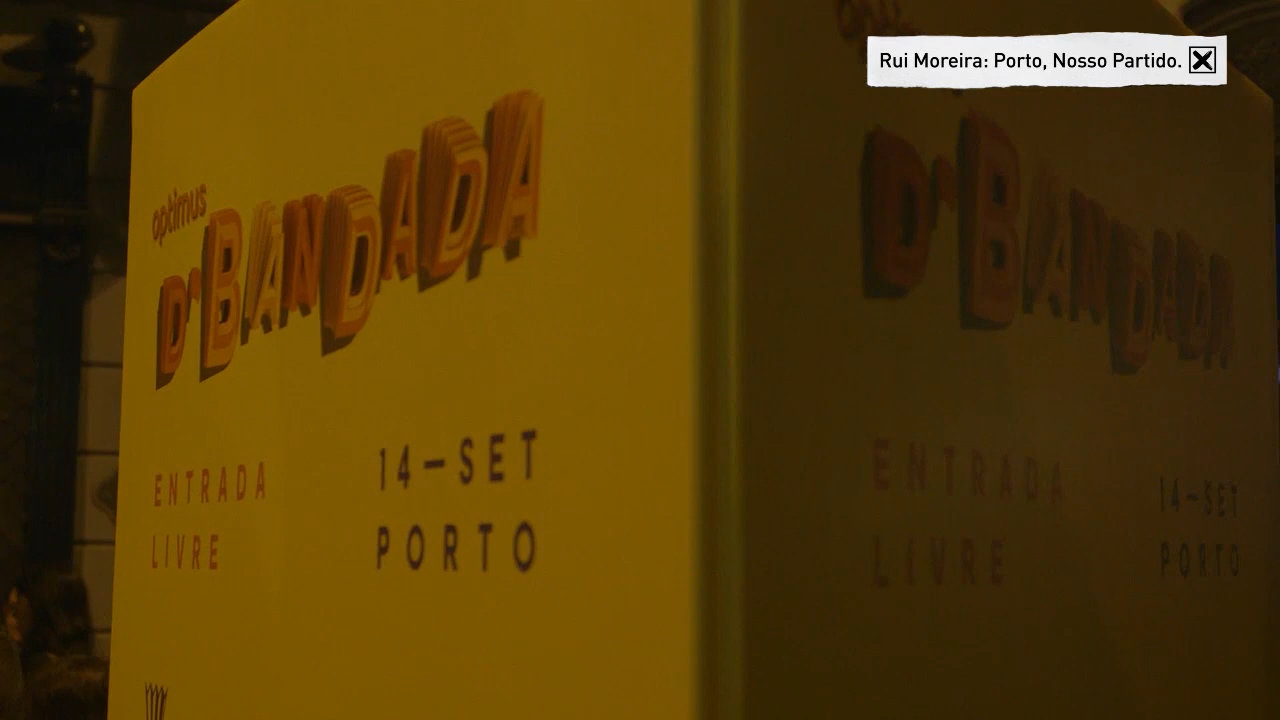 Rui Moreira: Porto, Nosso Partido.
optimus
D'BANDADA
ENTRADA
LIVRE
14—SET
PORTO
D'BANDADA
ENTRADA
LIVRE
14—SET
PORTO